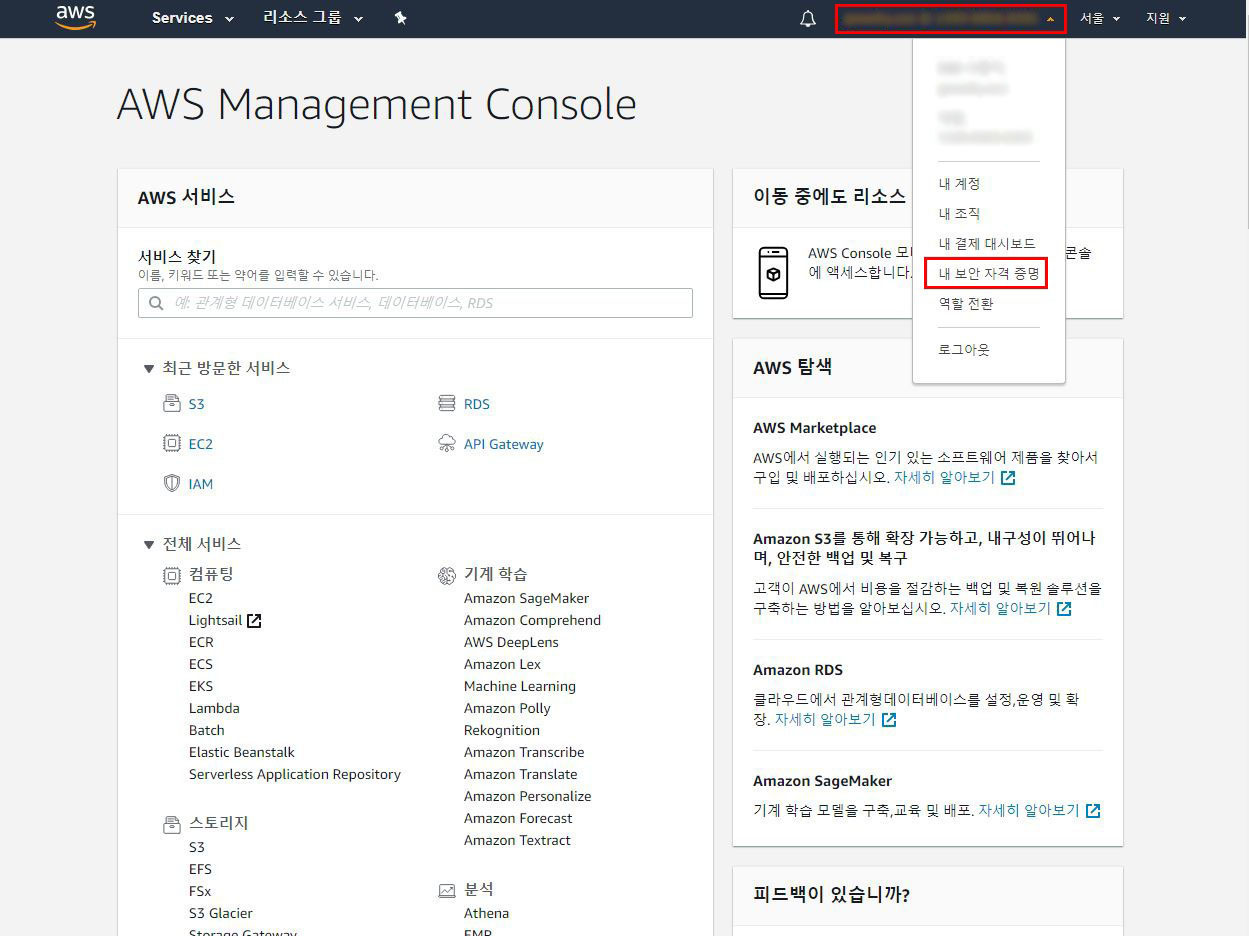 aws
Services
리소스 그룹
서울
지원
AWS Management Console
내 계정
내 조직
내 결제 대시보드
내 보안 자격 증명
역할 전환
로그아웃
AWS 서비스
서비스 찾기
이름, 키워드 또는 약어를 입력할 수 있습니다.
예: 관계형 데이터베이스 서비스, 데이터베이스, RDS
최근 방문한 서비스
S3
RDS
EC2
API Gateway
IAM
전체 서비스
컴퓨팅
EC2
Lightsail
ECR
ECS
EKS
Lambda
Batch
Elastic Beanstalk
Serverless Application Repository
스토리지
S3
EFS
FSx
S3 Glacier
Storage Gateway
기계 학습
Amazon SageMaker
Amazon Comprehend
AWS DeepLens
Amazon Lex
Machine Learning
Amazon Polly
Rekognition
Amazon Transcribe
Amazon Translate
Amazon Personalize
Amazon Forecast
Amazon Textract
분석
Athena
EMR
이동 중에도 리소스
AWS Console 콘솔
에 액세스합니다.
AWS 탐색
AWS Marketplace
AWS에서 실행되는 인기 있는 소프트웨어 제품을 찾아서
구입 및 배포하십시오. 자세히 알아보기
Amazon S3를 통해 확장 가능하고, 내구성이 뛰어나
며, 안전한 백업 및 복구
고객이 AWS에서 비용을 절감하는 백업 및 복원 솔루션을
구축하는 방법을 알아보십시오. 자세히 알아보기
Amazon RDS
클라우드에서 관계형데이터베이스를 설정,운영 및 확
장. 자세히 알아보기
Amazon SageMaker
기계 학습 모델을 구축,교육 및 배포. 자세히 알아보기
피드백이 있습니까?